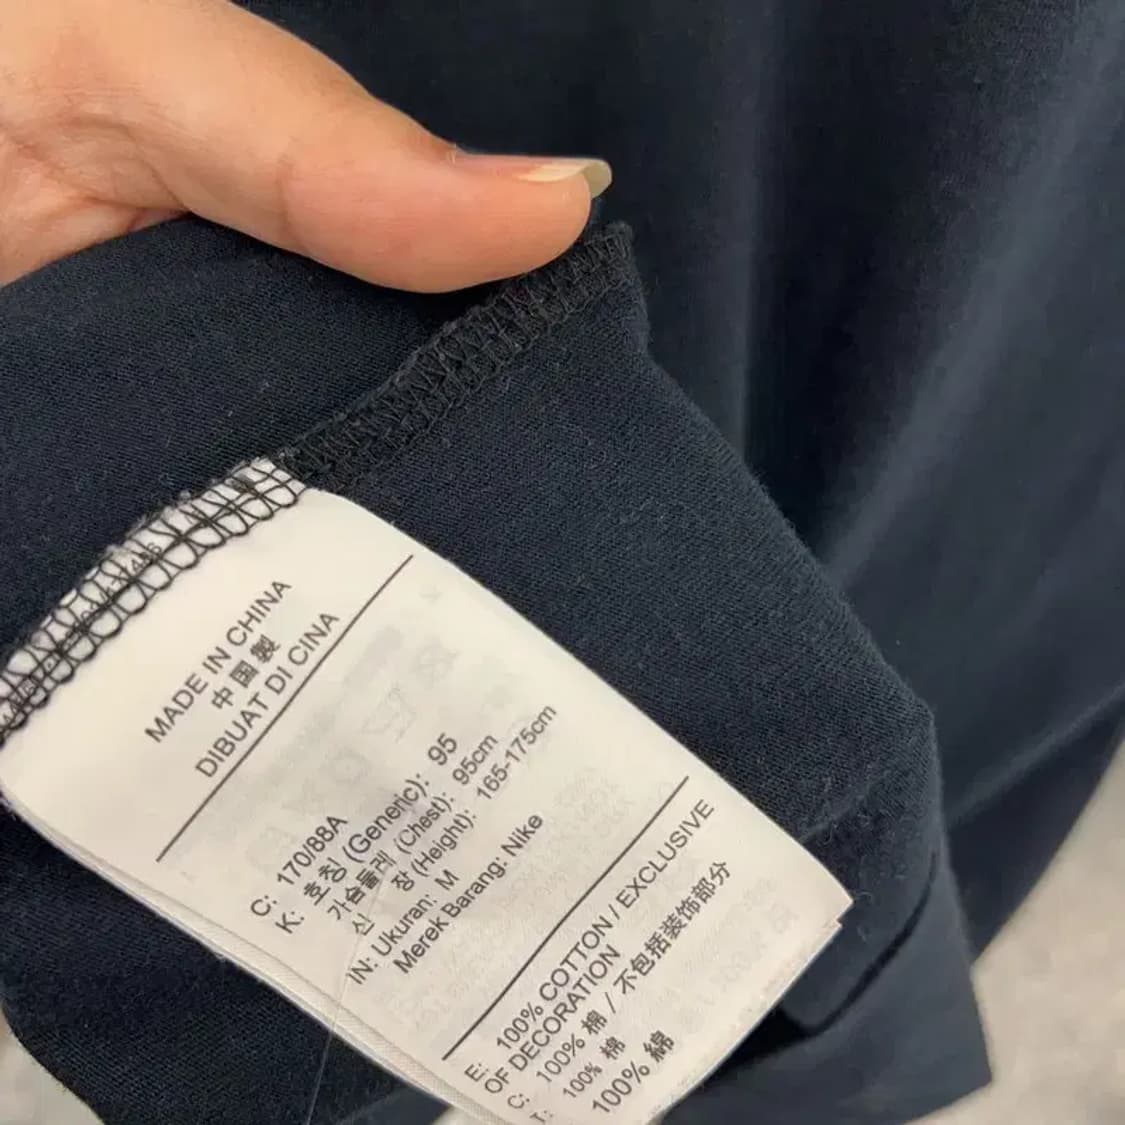 MADE IN CHINA
中國製
DIBUAT DI CINA
C: 170/88A
K: 호칭 (Generic): 95
가슴둘레 (Chest): 95cm
신 장 (Height): 165-175cm
IN: Ukuran: M
Merek Barang: Nike
E: 100% COTTON / EXCLUSIVE
OF DECORATION
C: 100% 棉 / 不包括装饰部分
T: 100% 棉
100% 綿